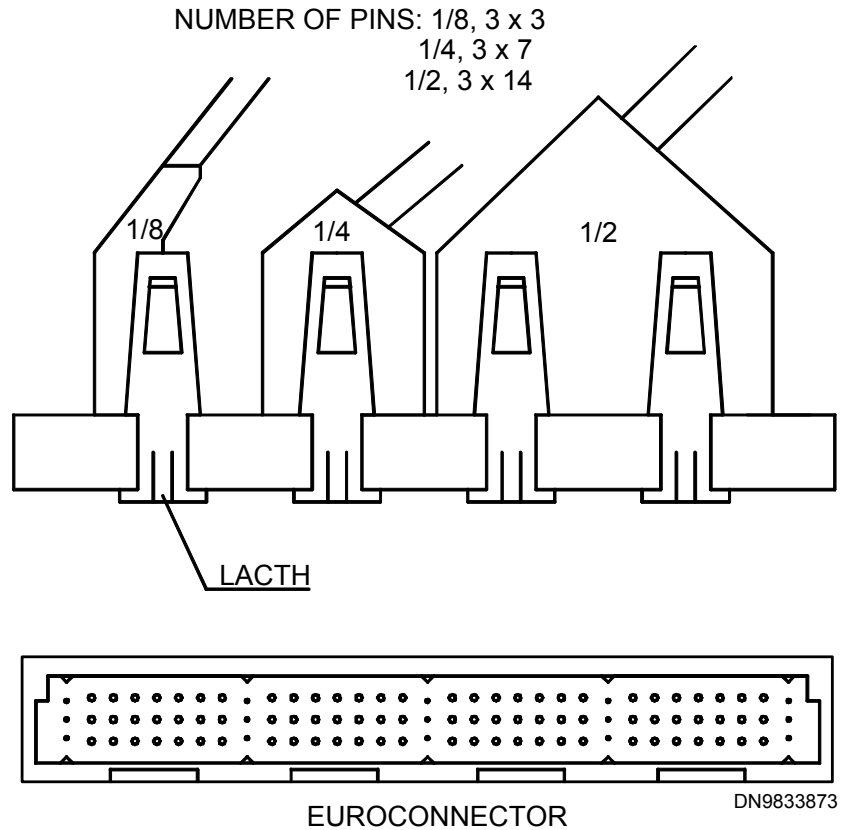 NUMBER OF PINS: 1/8, 3 x 3
1/4, 3 x 7
1/2, 3 x 14
1/8
1/4
1/2
LACTH
DN9833873
EUROCONNECTOR